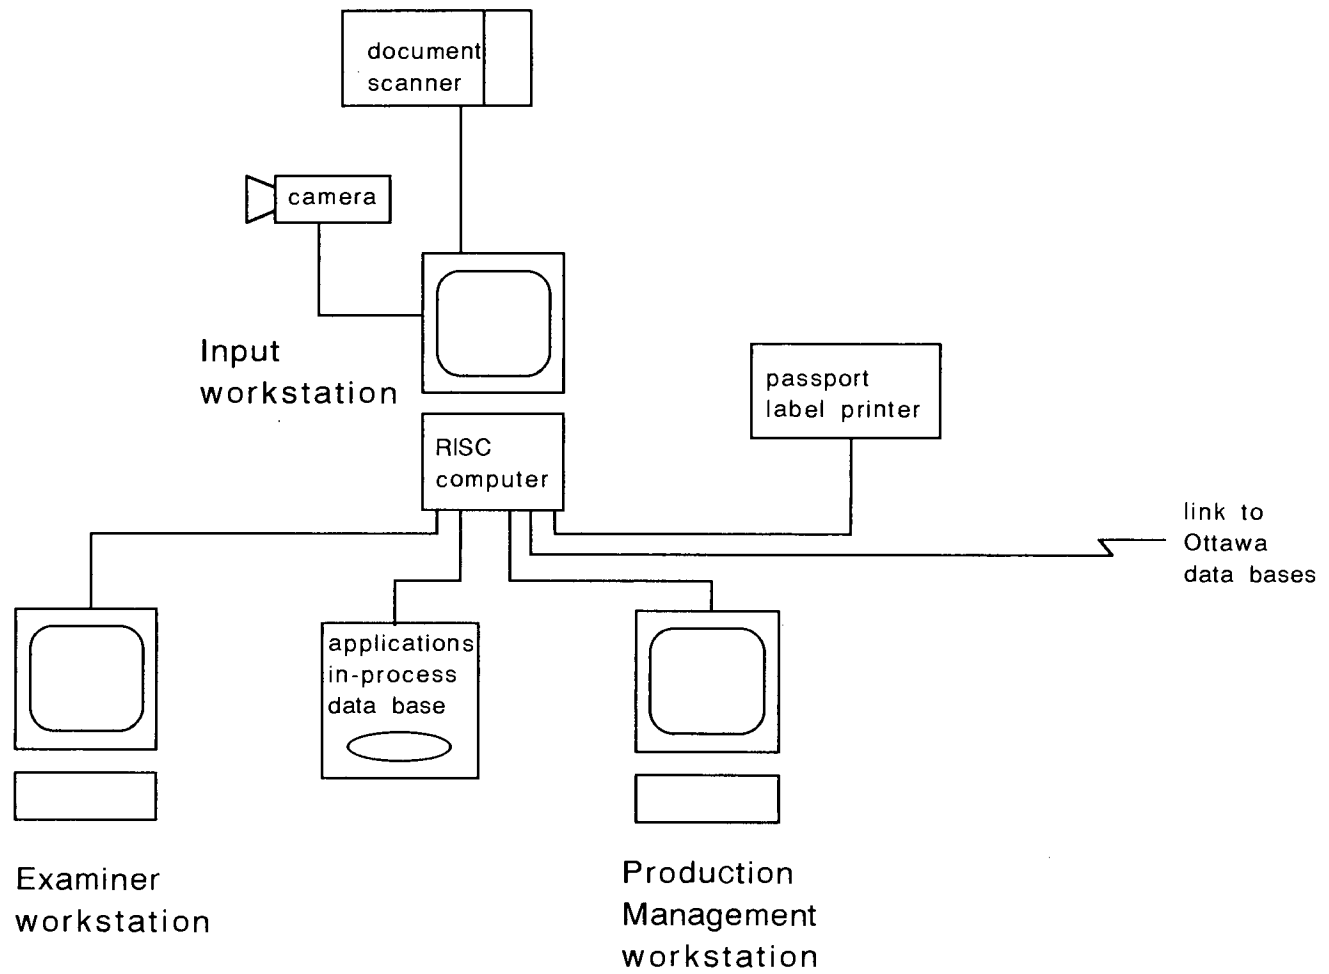 document
scanner
camera
Input
workstation
passport
label printer
RISC
computer
link to
Ottawa
data bases
applications
in-process
data base
Examiner
workstation
Production
Management
workstation